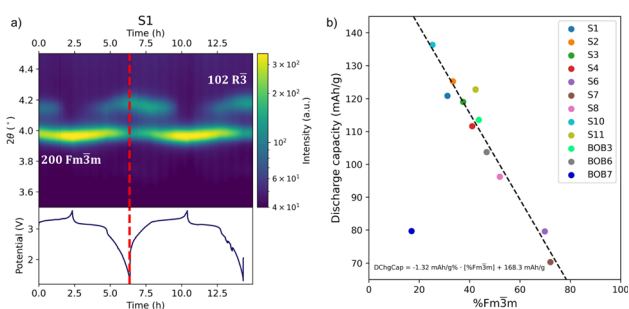 a)
S1
Time (h)
0.0 2.5 5.0 7.5 10.0 12.5
4.5
4.2
4.0
3.8
3.6
2θ (°)
102 R3̅
200 Fm3̅m
3 × 10²
2 × 10²
10²
6 × 10¹
4 × 10¹
Intensity (a.u.)
3
2
Potential (V)
0.0 2.5 5.0 7.5 10.0 12.5
Time (h)
b)
140
130
120
110
100
90
80
70
Discharge capacity (mAh/g)
S1
S2
S3
S4
S6
S7
S8
S10
S11
BOB3
BOB6
BOB7
DChgCap = -1.32 mAh/g% · [%Fm3̅m] + 168.3 mAh/g
0 20 40 60 80 100
%Fm3̅m